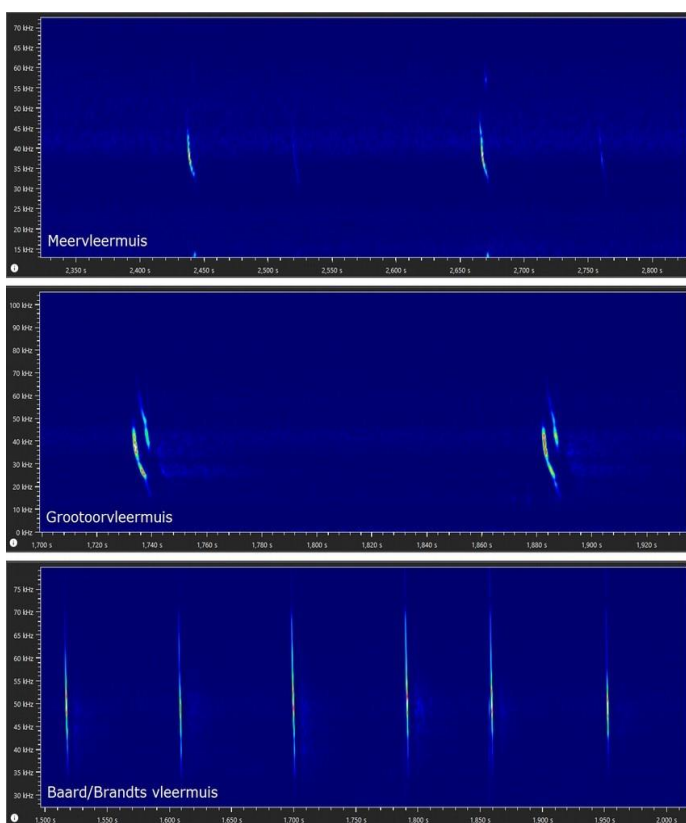 70 kHz
65 kHz
60 kHz
55 kHz
50 kHz
45 kHz
40 kHz
35 kHz
30 kHz
25 kHz
20 kHz
15 kHz
Meervleermuis
2,350 s 2,400 s 2,450 s 2,500 s 2,550 s 2,600 s 2,650 s 2,700 s 2,750 s 2,800 s
100 kHz
90 kHz
80 kHz
70 kHz
60 kHz
50 kHz
40 kHz
30 kHz
20 kHz
10 kHz
Grootoorvleermuis
0 kHz
1,700 s 1,720 s 1,740 s 1,760 s 1,780 s 1,800 s 1,820 s 1,840 s 1,860 s 1,880 s 1,900 s 1,920 s
75 kHz
70 kHz
65 kHz
60 kHz
55 kHz
50 kHz
45 kHz
40 kHz
35 kHz
30 kHz
Baard/Brandts vleermuis
1,500 s 1,550 s 1,600 s 1,650 s 1,700 s 1,750 s 1,800 s 1,850 s 1,900 s 1,950 s 2,000 s